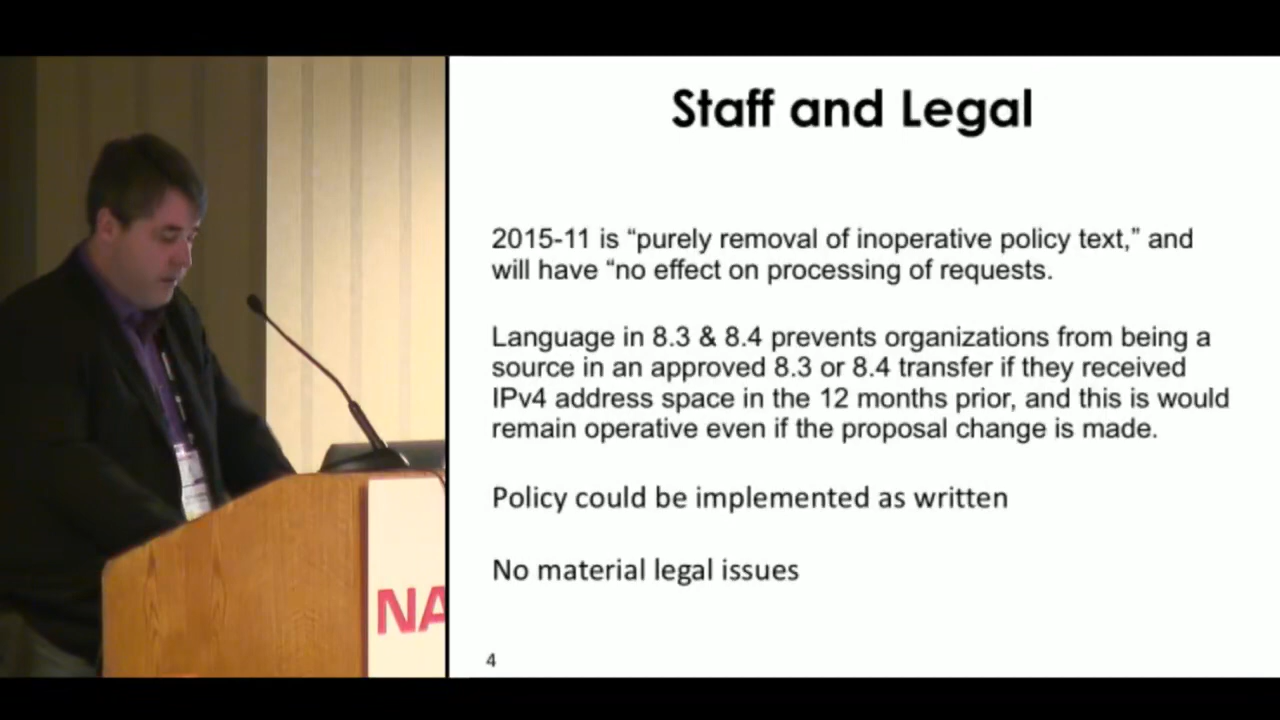 Staff and Legal
2015-11 is “purely removal of inoperative policy text,” and
will have “no effect on processing of requests.
Language in 8.3 & 8.4 prevents organizations from being a
source in an approved 8.3 or 8.4 transfer if they received
IPv4 address space in the 12 months prior, and this is would
remain operative even if the proposal change is made.
Policy could be implemented as written
No material legal issues
4
NA